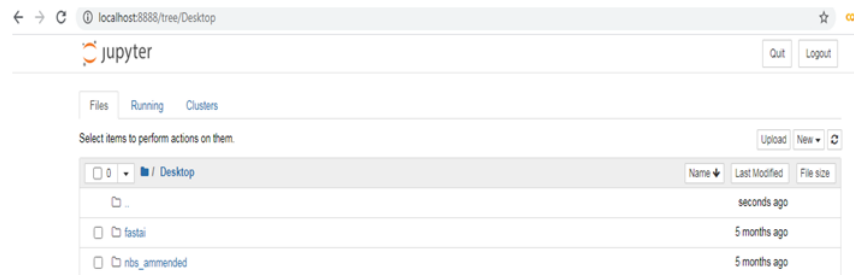 localhost:8888/tree/Desktop
jupyter
Quit Logout
Files Running Clusters
Select items to perform actions on them.
Upload New
0 / Desktop Name Last Modified File size
.. seconds ago
fastai 5 months ago
nbs_ammended 5 months ago